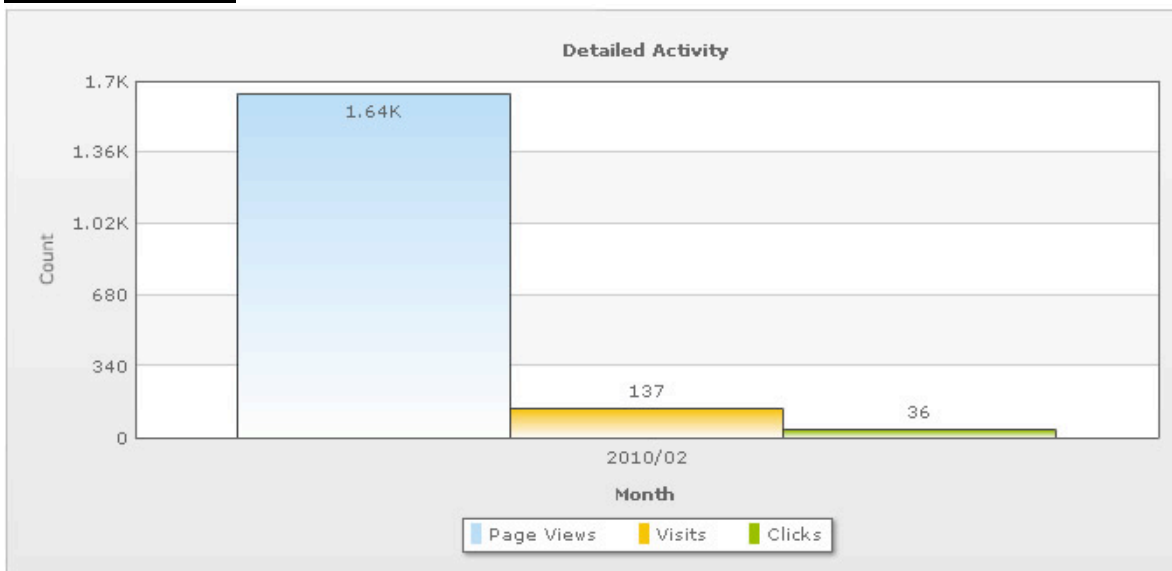 Detailed Activity
1.7K
1.64K
1.36K
1.02K
Count
680
340
137
36
0
2010/02
Month
Page Views Visits Clicks